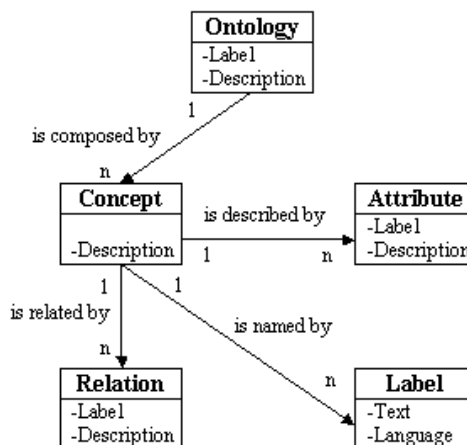 Ontology
-Label
-Description
1
is composed by
n
Concept
-Description
is described by
1
n
Attribute
-Label
-Description
1
1
is related by
n
is named by
n
Relation
-Label
-Description
Label
-Text
-Language